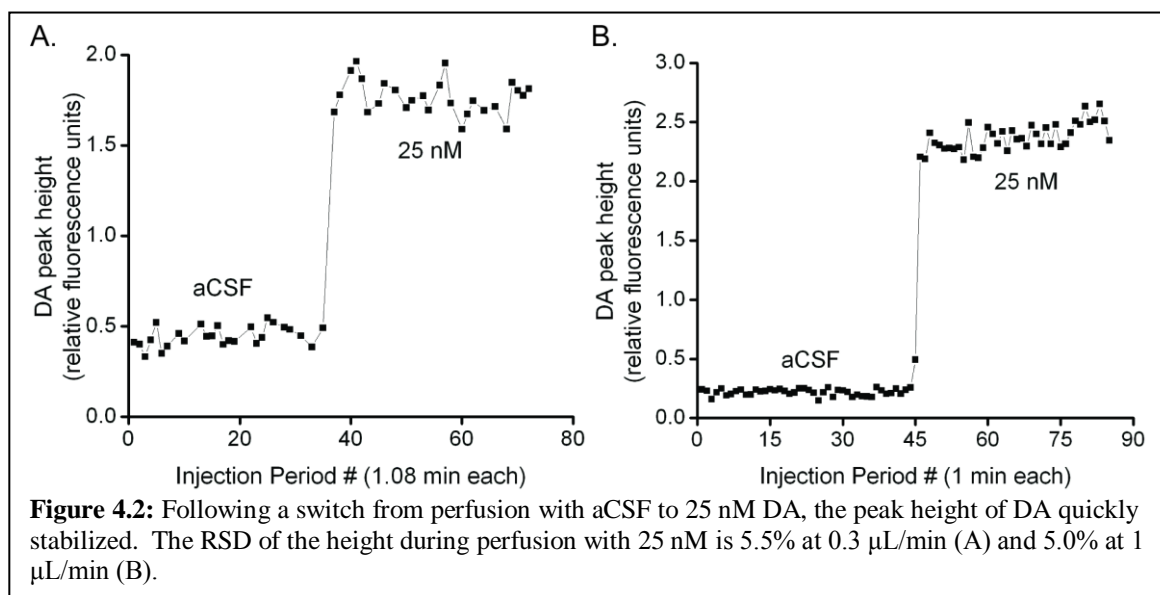 A.
2.0
1.5
1.0
0.5
0.0
DA peak height
(relative fluorescence units)
aCSF
25 nM
0
20
40
60
80
Injection Period # (1.08 min each)
B.
3.0
2.5
2.0
1.5
1.0
0.5
0.0
DA peak height
(relative fluorescence units)
aCSF
25 nM
0
15
30
45
60
75
90
Injection Period # (1 min each)
Figure 4.2: Following a switch from perfusion with aCSF to 25 nM DA, the peak height of DA quickly
stabilized. The RSD of the height during perfusion with 25 nM is 5.5% at 0.3 μL/min (A) and 5.0% at 1
μL/min (B).